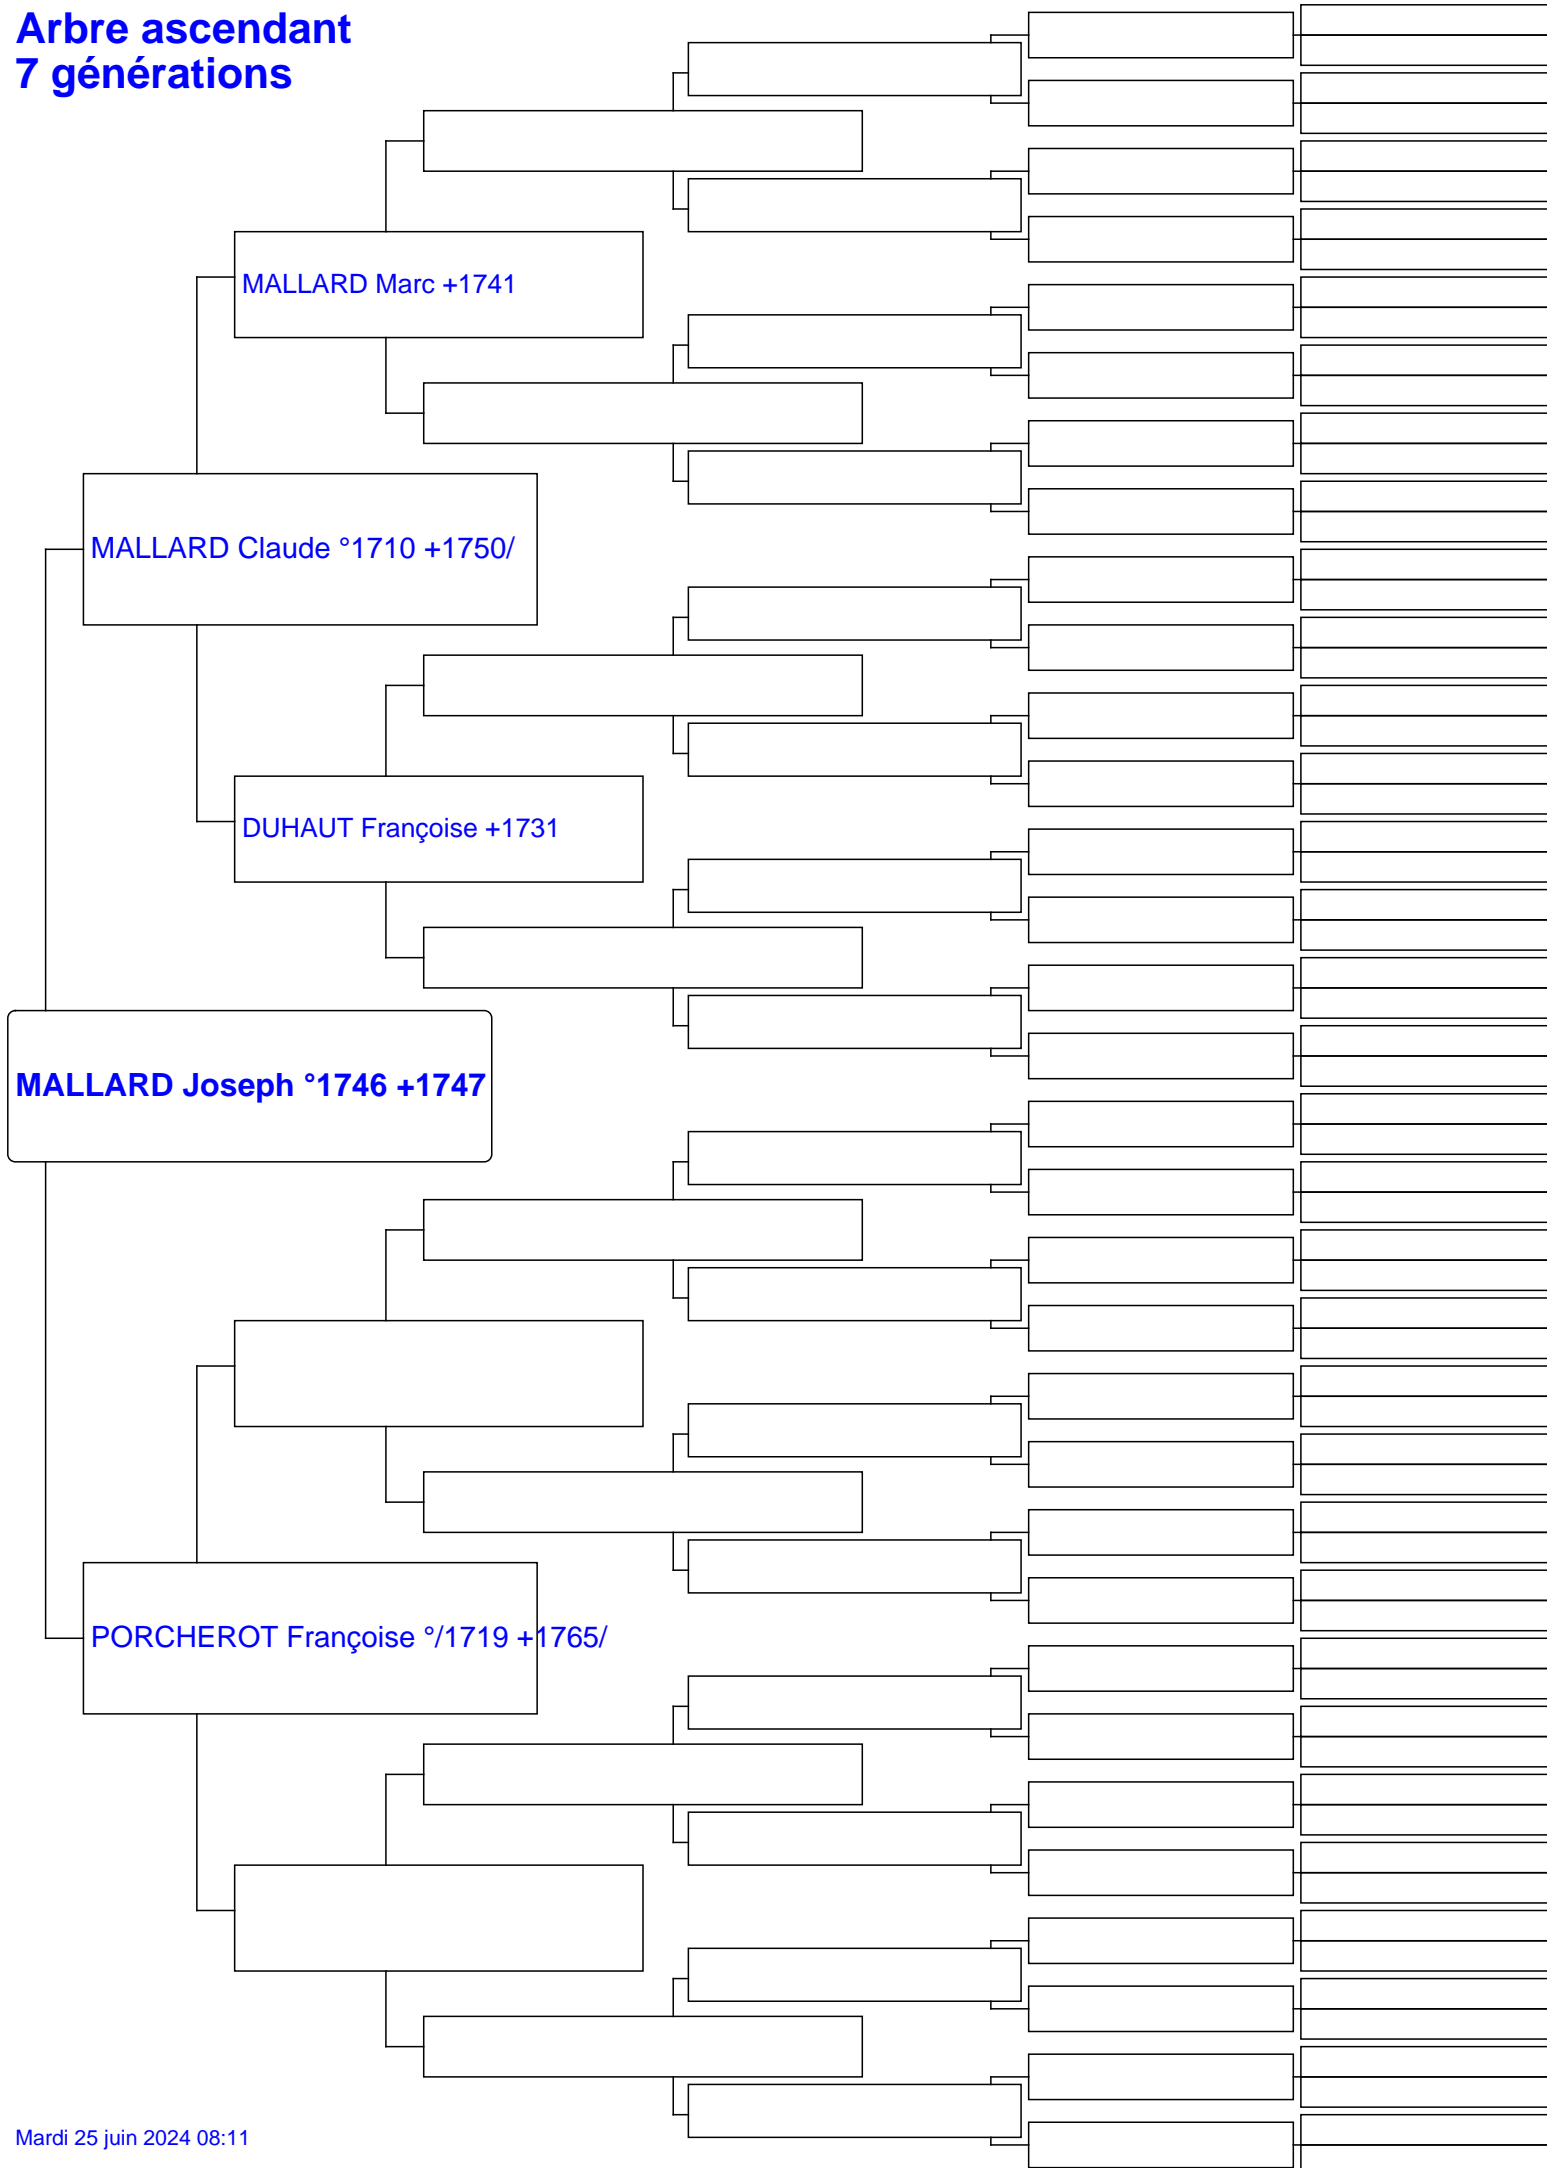 Arbre ascendant
7 générations
MALLARD Marc +1741
MALLARD Claude °1710 +1750/
DUHAUT Françoise +1731
MALLARD Joseph °1746 +1747
PORCHEROT Françoise °/1719 +1765/
Mardi 25 juin 2024 08:11